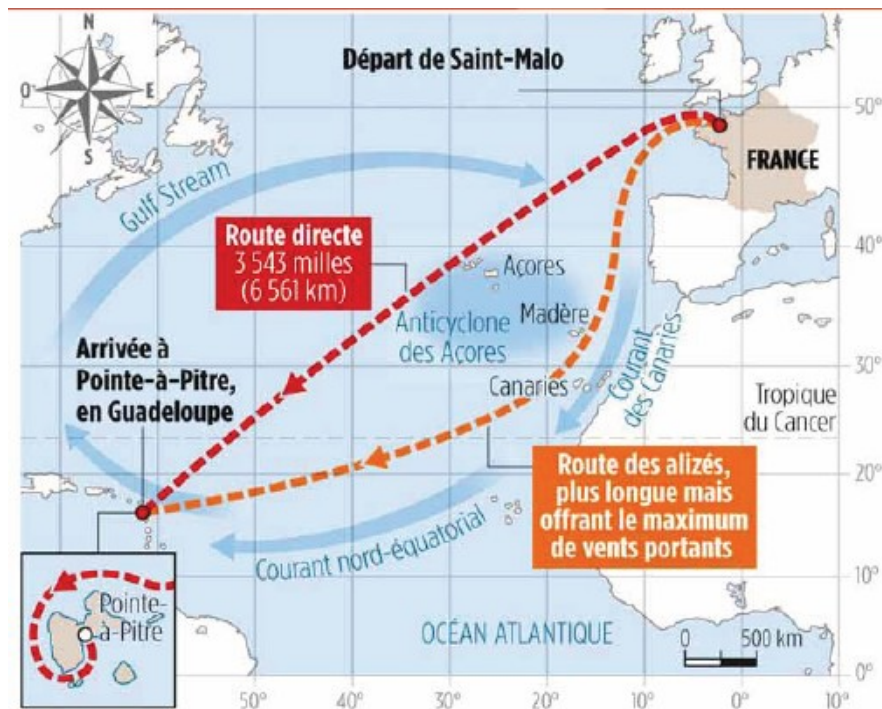 N
O
E
S
Départ de Saint-Malo
50°
FRANCE
Gulf Stream
Route directe
3 543 milles
(6 561 km)
40°
Açores
Madère
Anticyclone
des Açores
Arrivée à
Pointe-à-Pitre,
en Guadeloupe
30°
Canaries
Courant
des Canaries
Tropique
du Cancer
20°
Route des alizés,
plus longue mais
offrant le maximum
de vents portants
Courant nord-équatorial
10°
Pointe-
à-Pitre
OCÉAN ATLANTIQUE
0 500 km
0°
50° 40° 30° 20° 10° 0° 10°